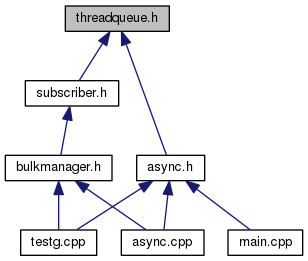 threadqueue.h
subscriber.h
bulkmanager.h
async.h
testg.cpp
async.cpp
main.cpp